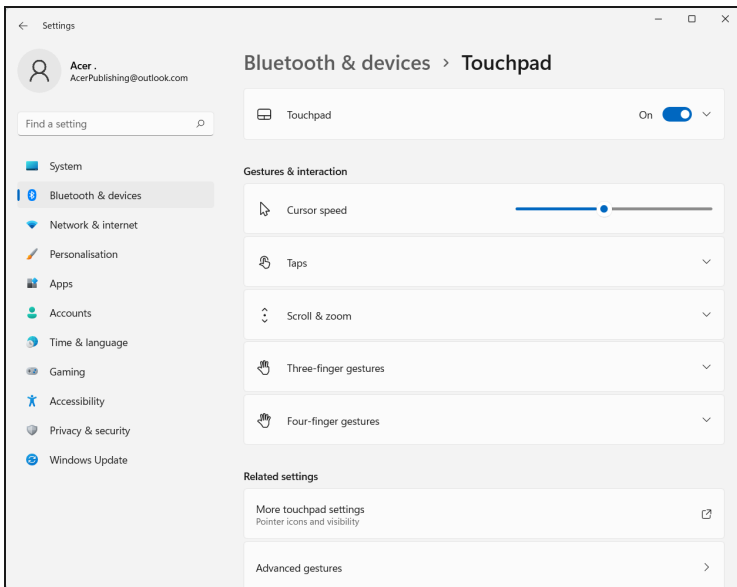 Settings
Acer .
AcerPublishing@outlook.com
Find a setting
System
Bluetooth & devices
Network & internet
Personalisation
Apps
Accounts
Time & language
Gaming
Accessibility
Privacy & security
Windows Update
Bluetooth & devices > Touchpad
Touchpad
On
Gestures & interaction
Cursor speed
Taps
Scroll & zoom
Three-finger gestures
Four-finger gestures
Related settings
More touchpad settings
Pointer icons and visibility
Advanced gestures